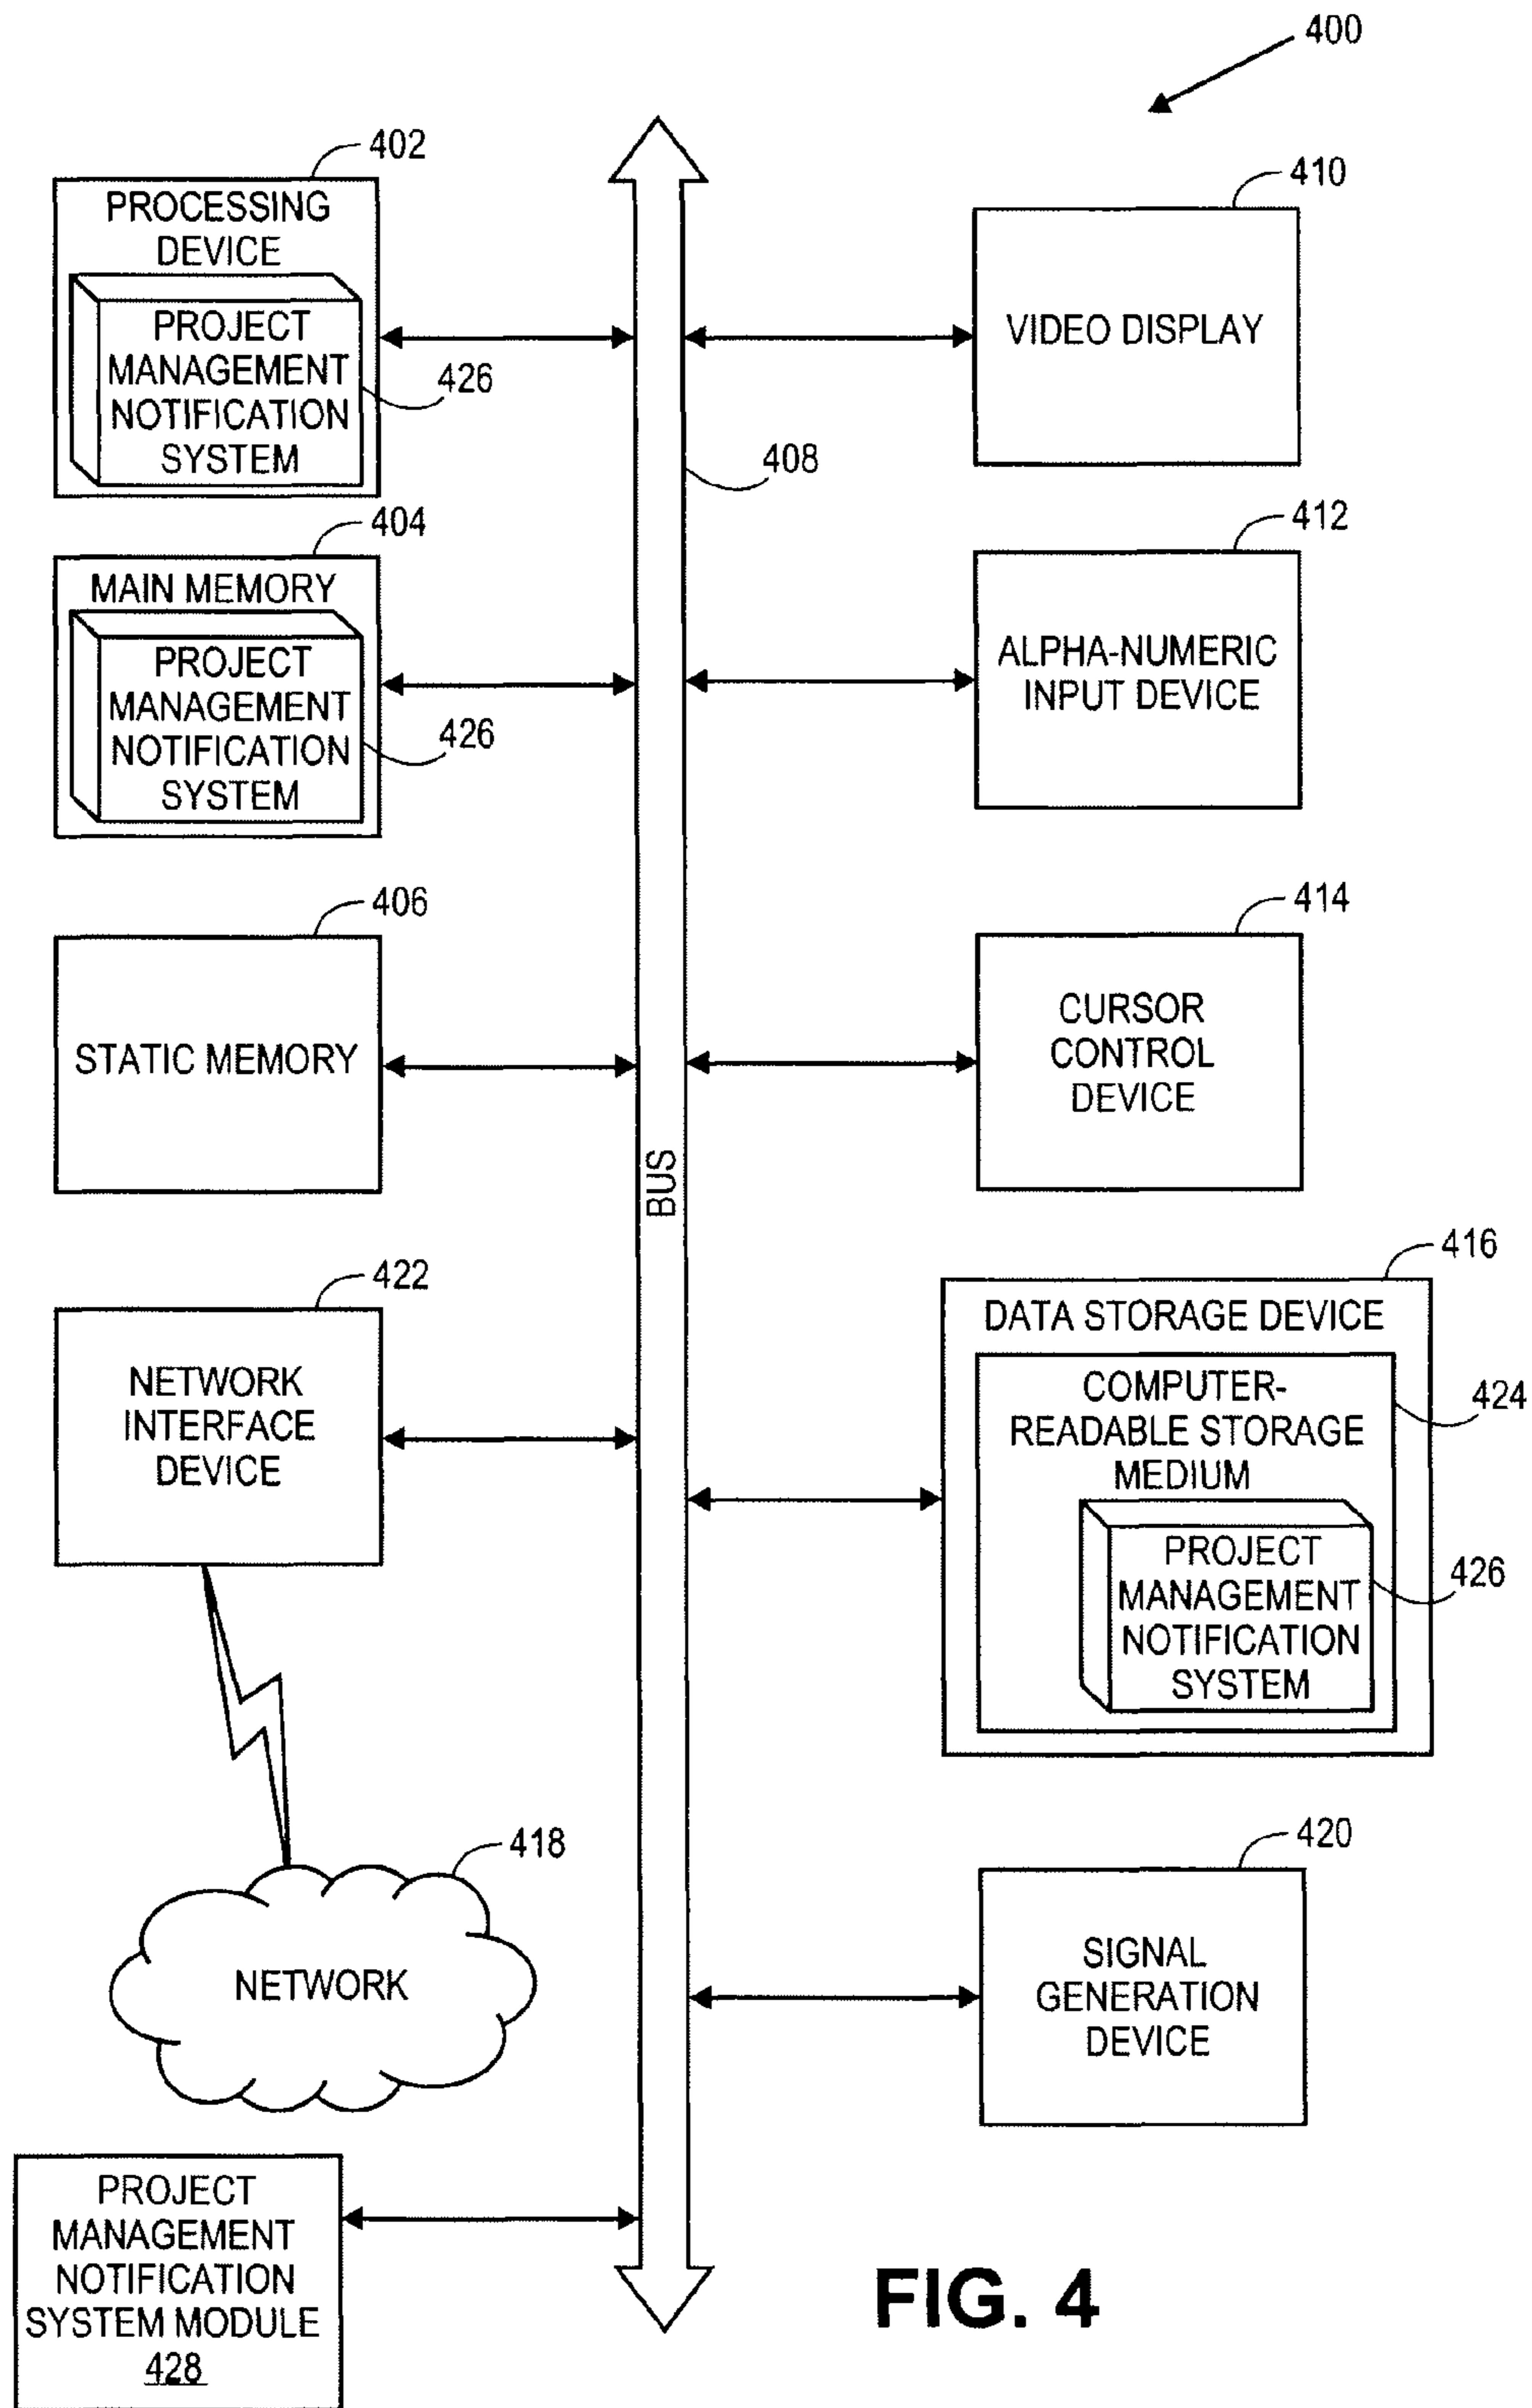 400
402
PROCESSING
DEVICE
PROJECT
MANAGEMENT
NOTIFICATION
SYSTEM
426
404
MAIN MEMORY
PROJECT
MANAGEMENT
NOTIFICATION
SYSTEM
426
406
STATIC MEMORY
422
NETWORK
INTERFACE
DEVICE
418
NETWORK
PROJECT
MANAGEMENT
NOTIFICATION
SYSTEM MODULE
428
408
BUS
410
VIDEO DISPLAY
412
ALPHA-NUMERIC
INPUT DEVICE
414
CURSOR
CONTROL
DEVICE
416
DATA STORAGE DEVICE
COMPUTER-
READABLE STORAGE
MEDIUM
424
PROJECT
MANAGEMENT
NOTIFICATION
SYSTEM
426
420
SIGNAL
GENERATION
DEVICE
FIG. 4